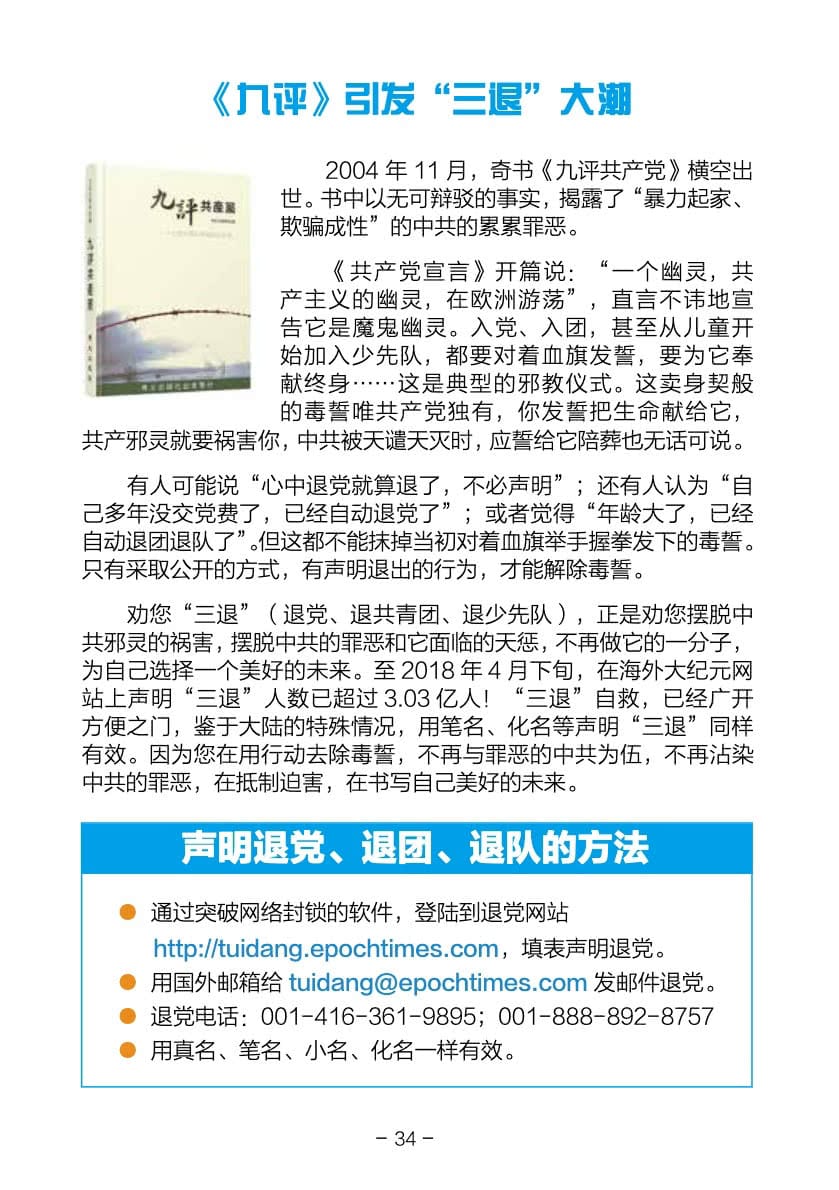 《九评》引发“三退”大潮
2004 年 11 月，奇书《九评共产党》横空出
世。书中以无可辩驳的事实，揭露了“暴力起家、
欺骗成性”的中共的累累罪恶。
九評共産黨
九評共産黨
《共产党宣言》开篇说：“一个幽灵，共
产主义的幽灵，在欧洲游荡”，直言不讳地宣
告它是魔鬼幽灵。入党、入团，甚至从儿童开
始加入少先队，都要对着血旗发誓，要为它奉
献终身……这是典型的邪教仪式。这卖身契般
的毒誓唯共产党独有，你发誓把生命献给它，
共产邪灵就要祸害你，中共被天谴天灭时，应誓给它陪葬也无话可说。
有人可能说“心中退党就算退了，不必声明”；还有人认为“自
己多年没交党费了，已经自动退党了”；或者觉得“年龄大了，已经
自动退团退队了”。但这都不能抹掉当初对着血旗举手握拳发下的毒誓。
只有采取公开的方式，有声明退出的行为，才能解除毒誓。
劝您“三退”（退党、退共青团、退少先队），正是劝您摆脱中
共邪灵的祸害，摆脱中共的罪恶和它面临的天惩，不再做它的一分子，
为自己选择一个美好的未来。至 2018 年 4 月下旬，在海外大纪元网
站上声明“三退”人数已超过 3.03 亿人！“三退”自救，已经广开
方便之门，鉴于大陆的特殊情况，用笔名、化名等声明“三退”同样
有效。因为您在用行动去除毒誓，不再与罪恶的中共为伍，不再沾染
中共的罪恶，在抵制迫害，在书写自己美好的未来。
声明退党、退团、退队的方法
● 通过突破网络封锁的软件，登陆到退党网站
http://tuidang.epochtimes.com，填表声明退党。
● 用国外邮箱给 tuidang@epochtimes.com 发邮件退党。
● 退党电话：001-416-361-9895；001-888-892-8757
● 用真名、笔名、小名、化名一样有效。
- 34 -